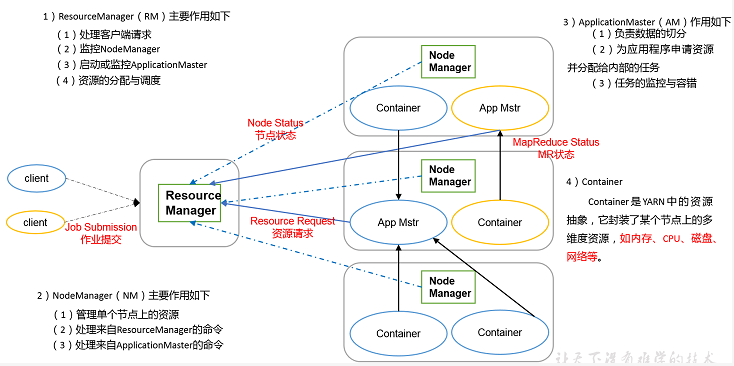 1）ResourceManager（RM）主要作用如下
（1）处理客户端请求
（2）监控NodeManager
（3）启动或监控ApplicationMaster
（4）资源的分配与调度
3）ApplicationMaster（AM）作用如下
（1）负责数据的切分
（2）为应用程序申请资源
并分配给内部的任务
（3）任务的监控与容错
Node
Manager
Container
App Mstr
Node Status
节点状态
MapReduce Status
MR状态
client
client
Job Submission
作业提交
Resource
Manager
Resource Request
资源请求
Node
Manager
App Mstr
Container
4）Container
Container是YARN中的资源
抽象，它封装了某个节点上的多
维度资源，如内存、CPU、磁盘、
网络等。
Node
Manager
Container
Container
2）NodeManager（NM）主要作用如下
（1）管理单个节点上的资源
（2）处理来自ResourceManager的命令
（3）处理来自ApplicationMaster的命令
让天下没有难学的技术